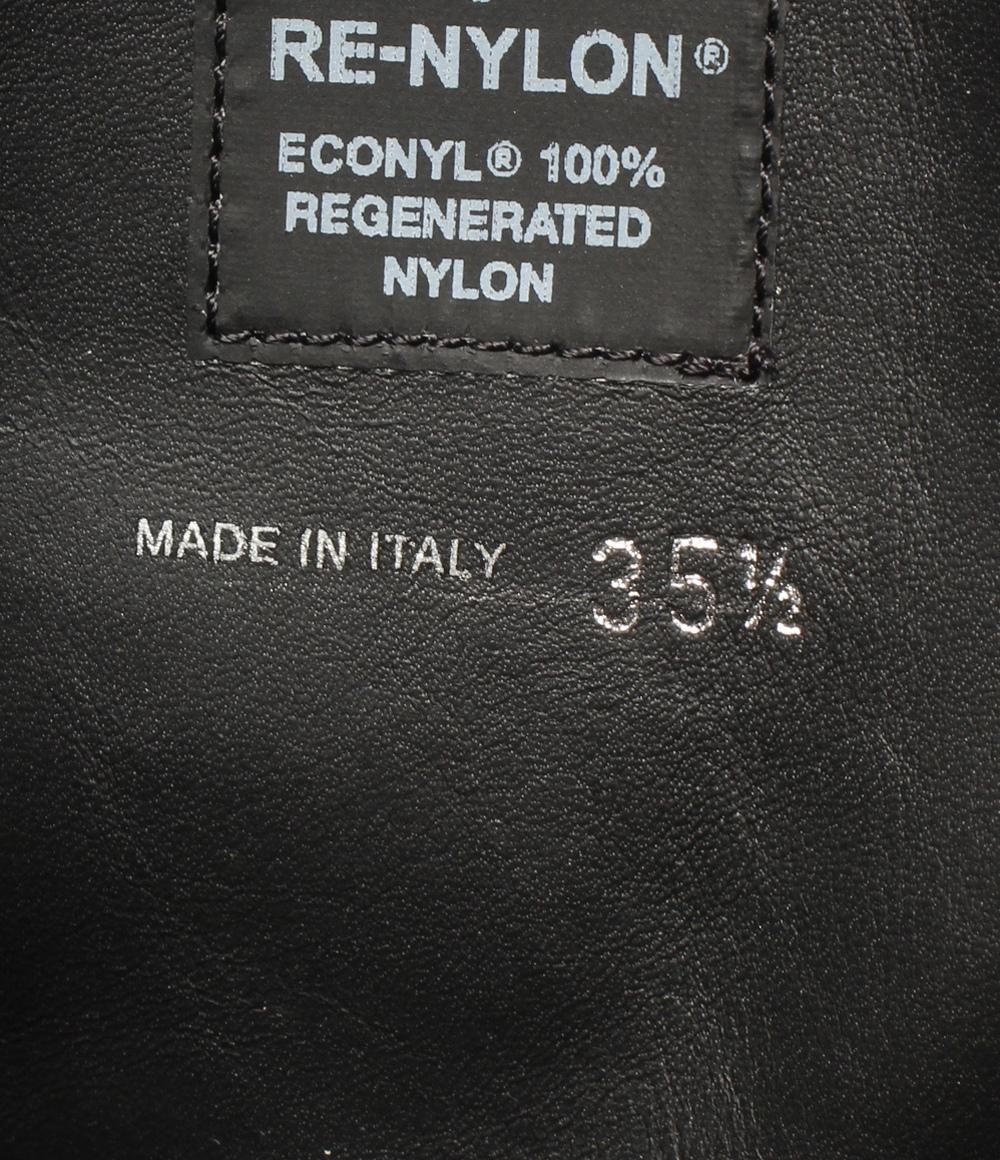 RE-NYLON®
ECONYL® 100%
REGENERATED
NYLON
MADE IN ITALY 35½